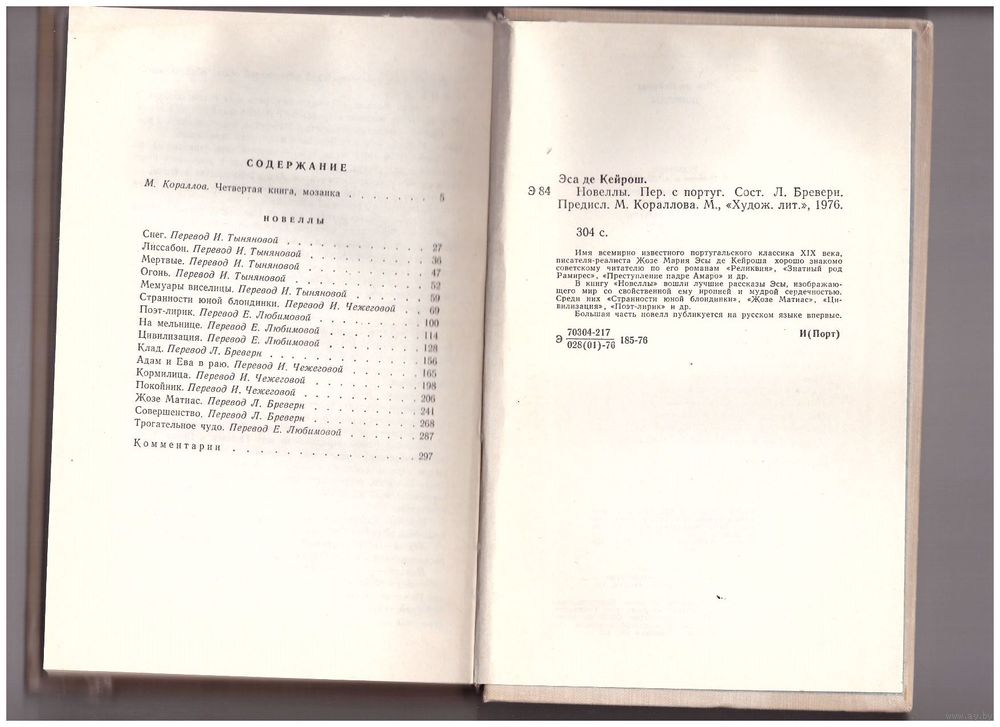 СОДЕРЖАНИЕ
М. Кораллов. Четвертая книга, мозаика . . . . . . 5
НОВЕЛЛЫ
Снег. Перевод И. Тыняновой . . . . . . . . . 27
Лиссабон. Перевод И. Тыняновой . . . . . . . . 36
Мертвые. Перевод И. Тыняновой . . . . . . . . 47
Огонь. Перевод И. Тыняновой . . . . . . . . . 52
Мемуары виселицы. Перевод И. Тыняновой . . . . . 59
Странности юной блондинки. Перевод И. Чежеговой . . 69
Поэт-лирик. Перевод Е. Любимовой . . . . . . . 100
На мельнице. Перевод Е. Любимовой . . . . . . . 114
Цивилизация. Перевод Е. Любимовой . . . . . . . 128
Клад. Перевод Л. Бреверн . . . . . . . . . . 156
Адам и Ева в раю. Перевод И. Чежеговой . . . . . 165
Кормилица. Перевод И. Чежеговой . . . . . . . 198
Покойник. Перевод И. Чежеговой . . . . . . . . 206
Жозе Матиас. Перевод Л. Бреверн . . . . . . . 241
Совершенство. Перевод Л. Бреверн . . . . . . . 268
Трогательное чудо. Перевод Е. Любимовой . . . . . 287
Комментарии . . . . . . . . . . . . . 297
Эса де Кейрош.
Э 84 Новеллы. Пер. с португ. Сост. Л. Бреверн.
Предисл. М. Кораллова. М., «Худож. лит.», 1976.
304 с.
Имя всемирно известного португальского классика XIX века,
писателя-реалиста Жозе Мария Эсы де Кейроша хорошо знакомо
советскому читателю по его романам «Реликвия», «Знатный род
Рамирес», «Преступление падре Амаро» и др.
В книгу «Новеллы» вошли лучшие рассказы Эсы, изображаю-
щего мир со свойственной ему иронией и мудрой сердечностью.
Среди них «Странности юной блондинки», «Жозе Матиас», «Ци-
вилизация», «Поэт-лирик» и др.
Большая часть новелл публикуется на русском языке впервые.
Э 70304-217 185-76 И(Порт)
028(01)-76
www.ay.by